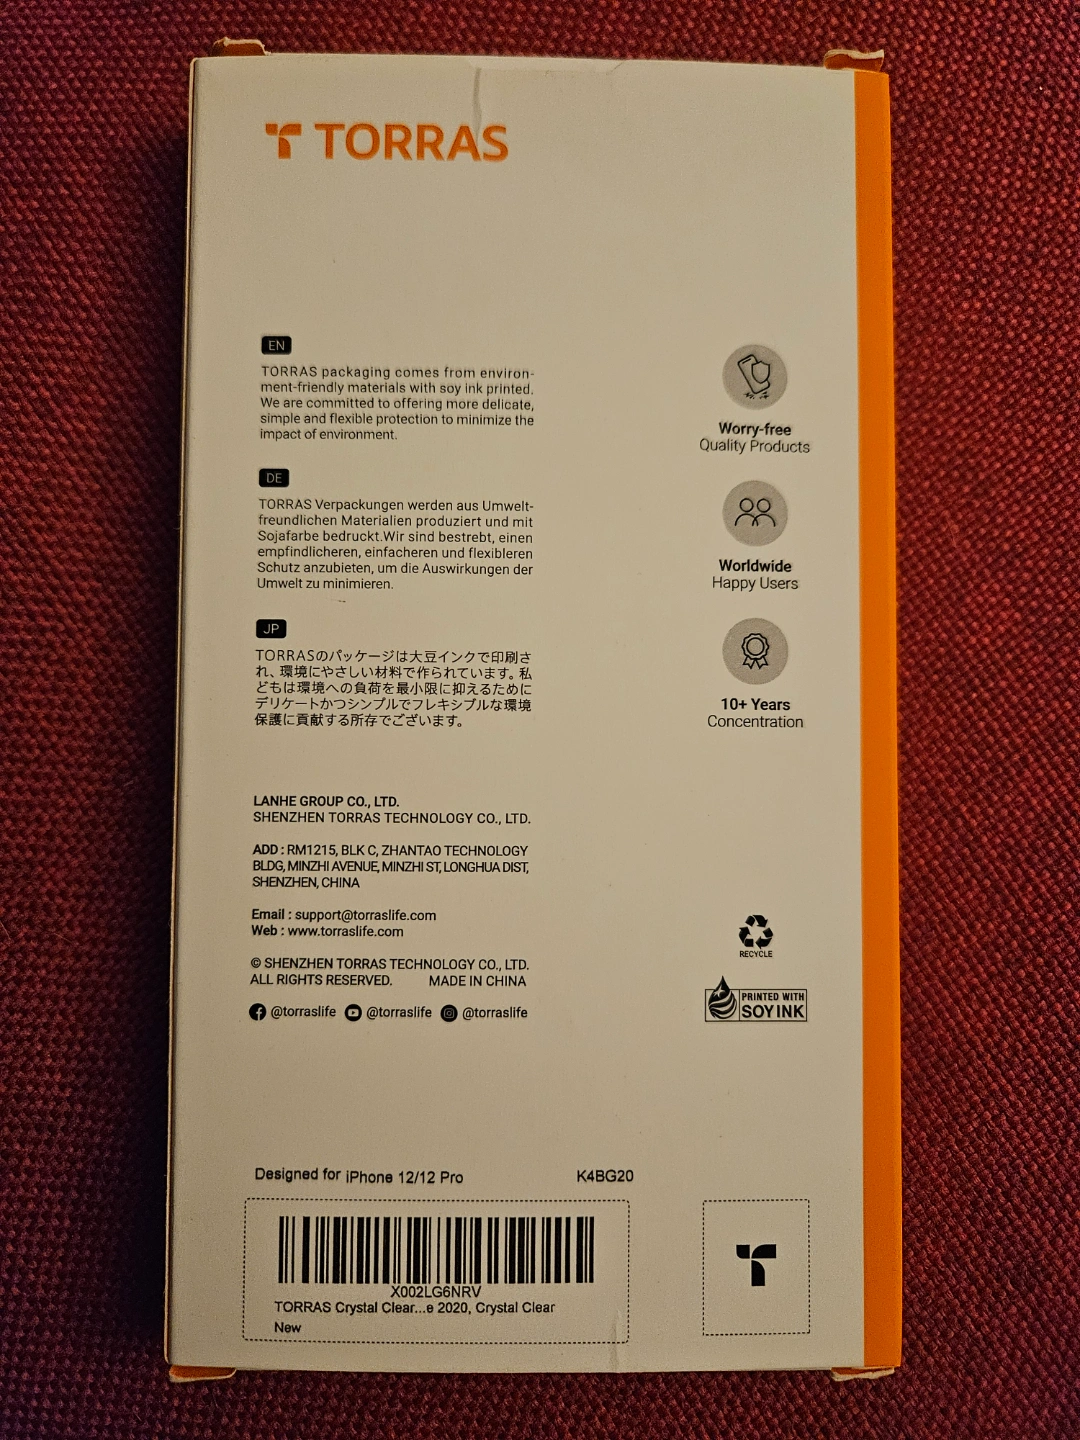 TORRAS
EN
TORRAS packaging comes from environ-
ment-friendly materials with soy ink printed.
We are committed to offering more delicate,
simple and flexible protection to minimize the
impact of environment.
DE
TORRAS Verpackungen werden aus Umwelt-
freundlichen Materialien produziert und mit
Sojafarbe bedruckt.Wir sind bestrebt, einen
empfindlicheren, einfacheren und flexibleren
Schutz anzubieten, um die Auswirkungen der
Umwelt zu minimieren.
JP
TORRASのパッケージは大豆インクで印刷さ
れ、環境にやさしい材料で作られています。私
どもは環境への負荷を最小限に抑えるために
デリケートかつシンプルでフレキシブルな環境
保護に貢献する所存でございます。
Worry-free
Quality Products
Worldwide
Happy Users
10+ Years
Concentration
LANHE GROUP CO., LTD.
SHENZHEN TORRAS TECHNOLOGY CO., LTD.
ADD : RM1215, BLK C, ZHANTAO TECHNOLOGY
BLDG, MINZHI AVENUE, MINZHI ST, LONGHUA DIST,
SHENZHEN, CHINA
Email : support@torraslife.com
Web : www.torraslife.com
© SHENZHEN TORRAS TECHNOLOGY CO., LTD.
ALL RIGHTS RESERVED. MADE IN CHINA
@torraslife @torraslife @torraslife
RECYCLE
PRINTED WITH
SOY INK
Designed for iPhone 12/12 Pro K4BG20
X002LG6NRV
TORRAS Crystal Clear...e 2020, Crystal Clear
New